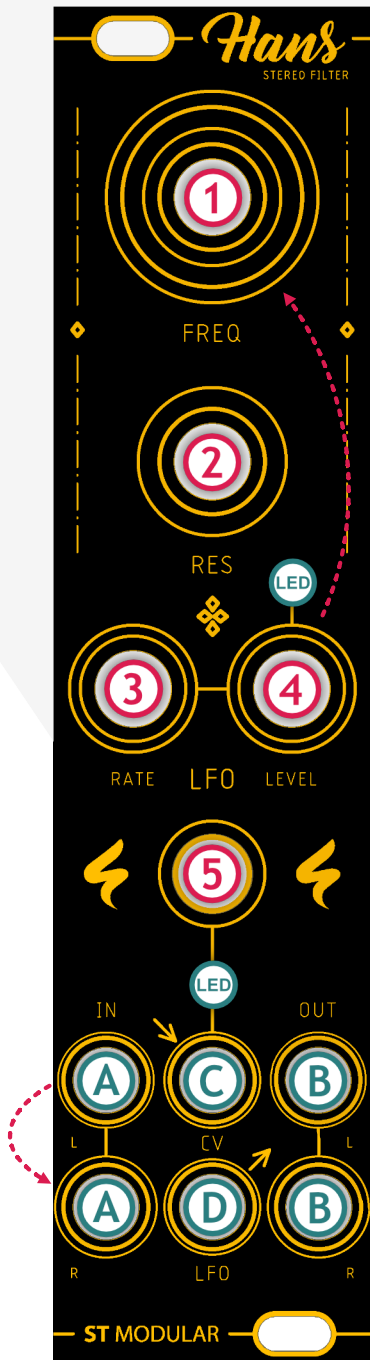 Hans
STEREO FILTER
1
FREQ
2
RES
LED
3
4
RATE LFO LEVEL
5
LED
IN OUT
A C B
L CV L
A D B
R LFO R
ST MODULAR